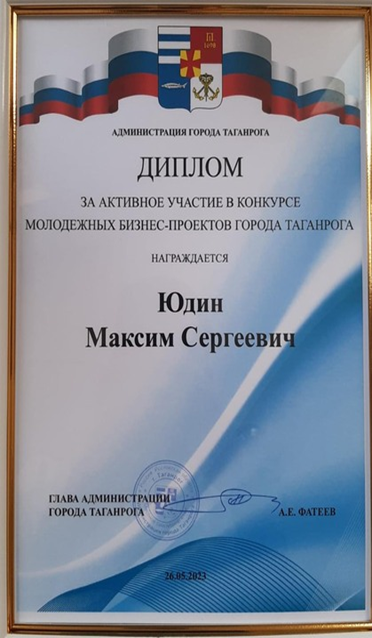 АДМИНИСТРАЦИЯ ГОРОДА ТАГАНРОГА
ДИПЛОМ
ЗА АКТИВНОЕ УЧАСТИЕ В КОНКУРСЕ
МОЛОДЕЖНЫХ БИЗНЕС-ПРОЕКТОВ ГОРОДА ТАГАНРОГА
НАГРАЖДАЕТСЯ
Юдин
Максим Сергеевич
ГЛАВА АДМИНИСТРАЦИИ
ГОРОДА ТАГАНРОГА
А.Е. ФАТЕЕВ
26.05.2023